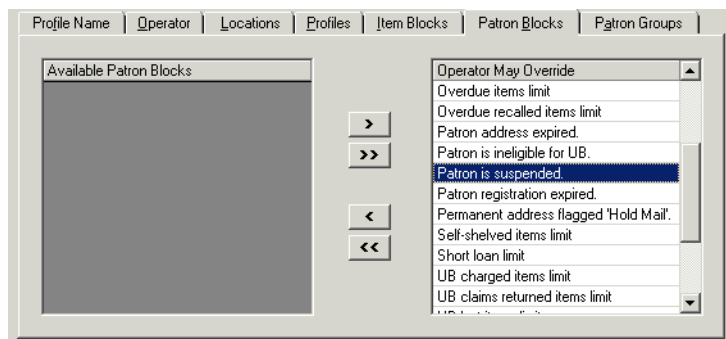 Profile Name
Operator
Locations
Profiles
Item Blocks
Patron Blocks
Patron Groups
Available Patron Blocks
>
>>
<
<<
Operator May Override
Overdue items limit
Overdue recalled items limit
Patron address expired.
Patron is ineligible for UB.
Patron is suspended.
Patron registration expired.
Permanent address flagged 'Hold Mail'.
Self-shelved items limit
Short loan limit
UB charged items limit
UB claims returned items limit